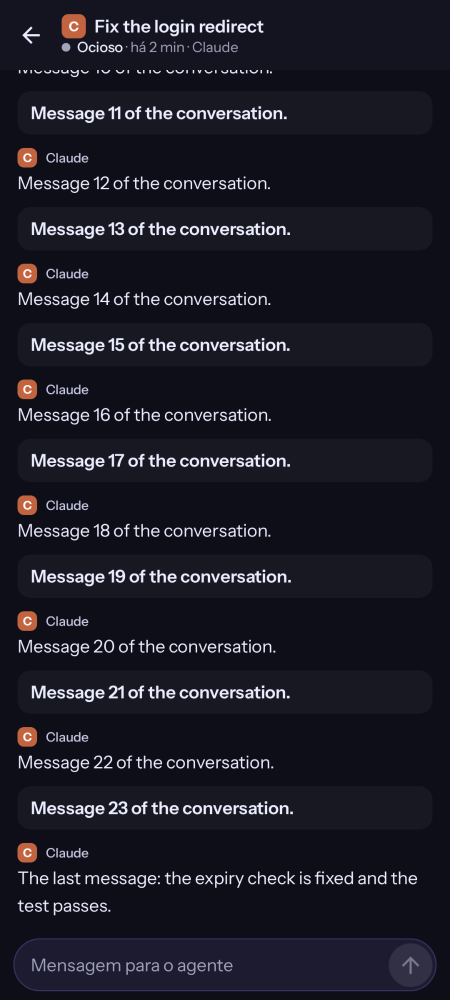 C Fix the login redirect
Ocioso · há 2 min · Claude
Message 10 of the conversation.
Message 11 of the conversation.
C Claude
Message 12 of the conversation.
Message 13 of the conversation.
C Claude
Message 14 of the conversation.
Message 15 of the conversation.
C Claude
Message 16 of the conversation.
Message 17 of the conversation.
C Claude
Message 18 of the conversation.
Message 19 of the conversation.
C Claude
Message 20 of the conversation.
Message 21 of the conversation.
C Claude
Message 22 of the conversation.
Message 23 of the conversation.
C Claude
The last message: the expiry check is fixed and the
test passes.
Mensagem para o agente